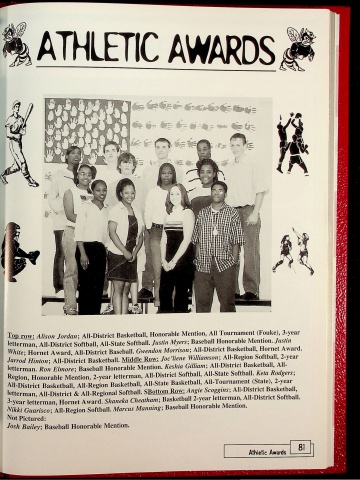 ATHLETIC AWARDS
Top row: Alison Jordan; All-District Basketball, Honorable Mention, All Tournament (Fouke), 3-year
letterman, All-District Softball, All-State Softball. Justin Myers; Baseball Honorable Mention. Justin
White; Hornet Award, All-District Baseball. Gwendon Morrison; All-District Basketball, Hornet Award.
Jarrod Hinton; All-District Baseball. Middle Row: Joc'llene Williamson; All-Region Softball, 2-year
letterman. Ron Elmore; Baseball Honorable Mention. Keshia Gilliam; All-District Basketball, All-
Region, Honorable Mention, 2-year letterman, All-District Softball, All-State Softball. Keta Rodgers;
All-District Basketball, All-Region Basketball, All-State Basketball, All-Tournament (State), 2-year
letterman, All-District & All-Regional Softball. SBottom Row: Angie Scoggins; All-District Basketball,
3-year letterman, Hornet Award. Shameka Cheatham; Basketball 2-year letterman, All-District Softball.
Nikki Guarisco; All-Region Softball. Marcus Manning; Baseball Honorable Mention.
Not Pictured:
Josh Bailey; Baseball Honorable Mention.
Athletic Awards 81